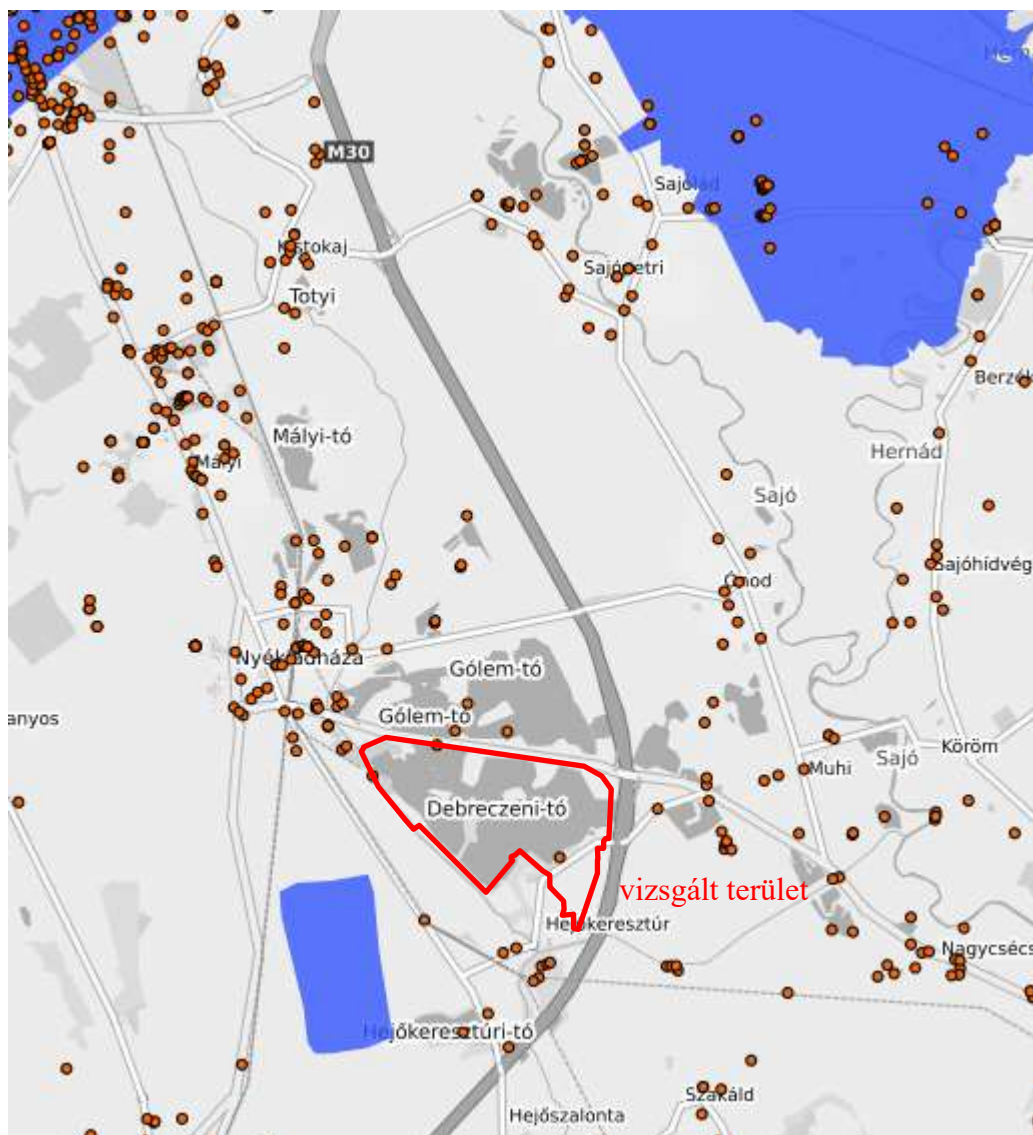 M30
Sajólád
Kistokaj
Sajópetri
Totyi
Berzék
Mályi-tó
Hernád
Mályi
Sajó
Sajóhídvég
Ónod
Nyékládháza
Gólem-tó
Gólem-tó
anyos
Sajó
Köröm
Muhi
Debreczeni-tó
vizsgált terület
Hejőkeresztúr
Nagycsécs
Hejőkeresztúri-tó
Szakáld
Hejőszalonta